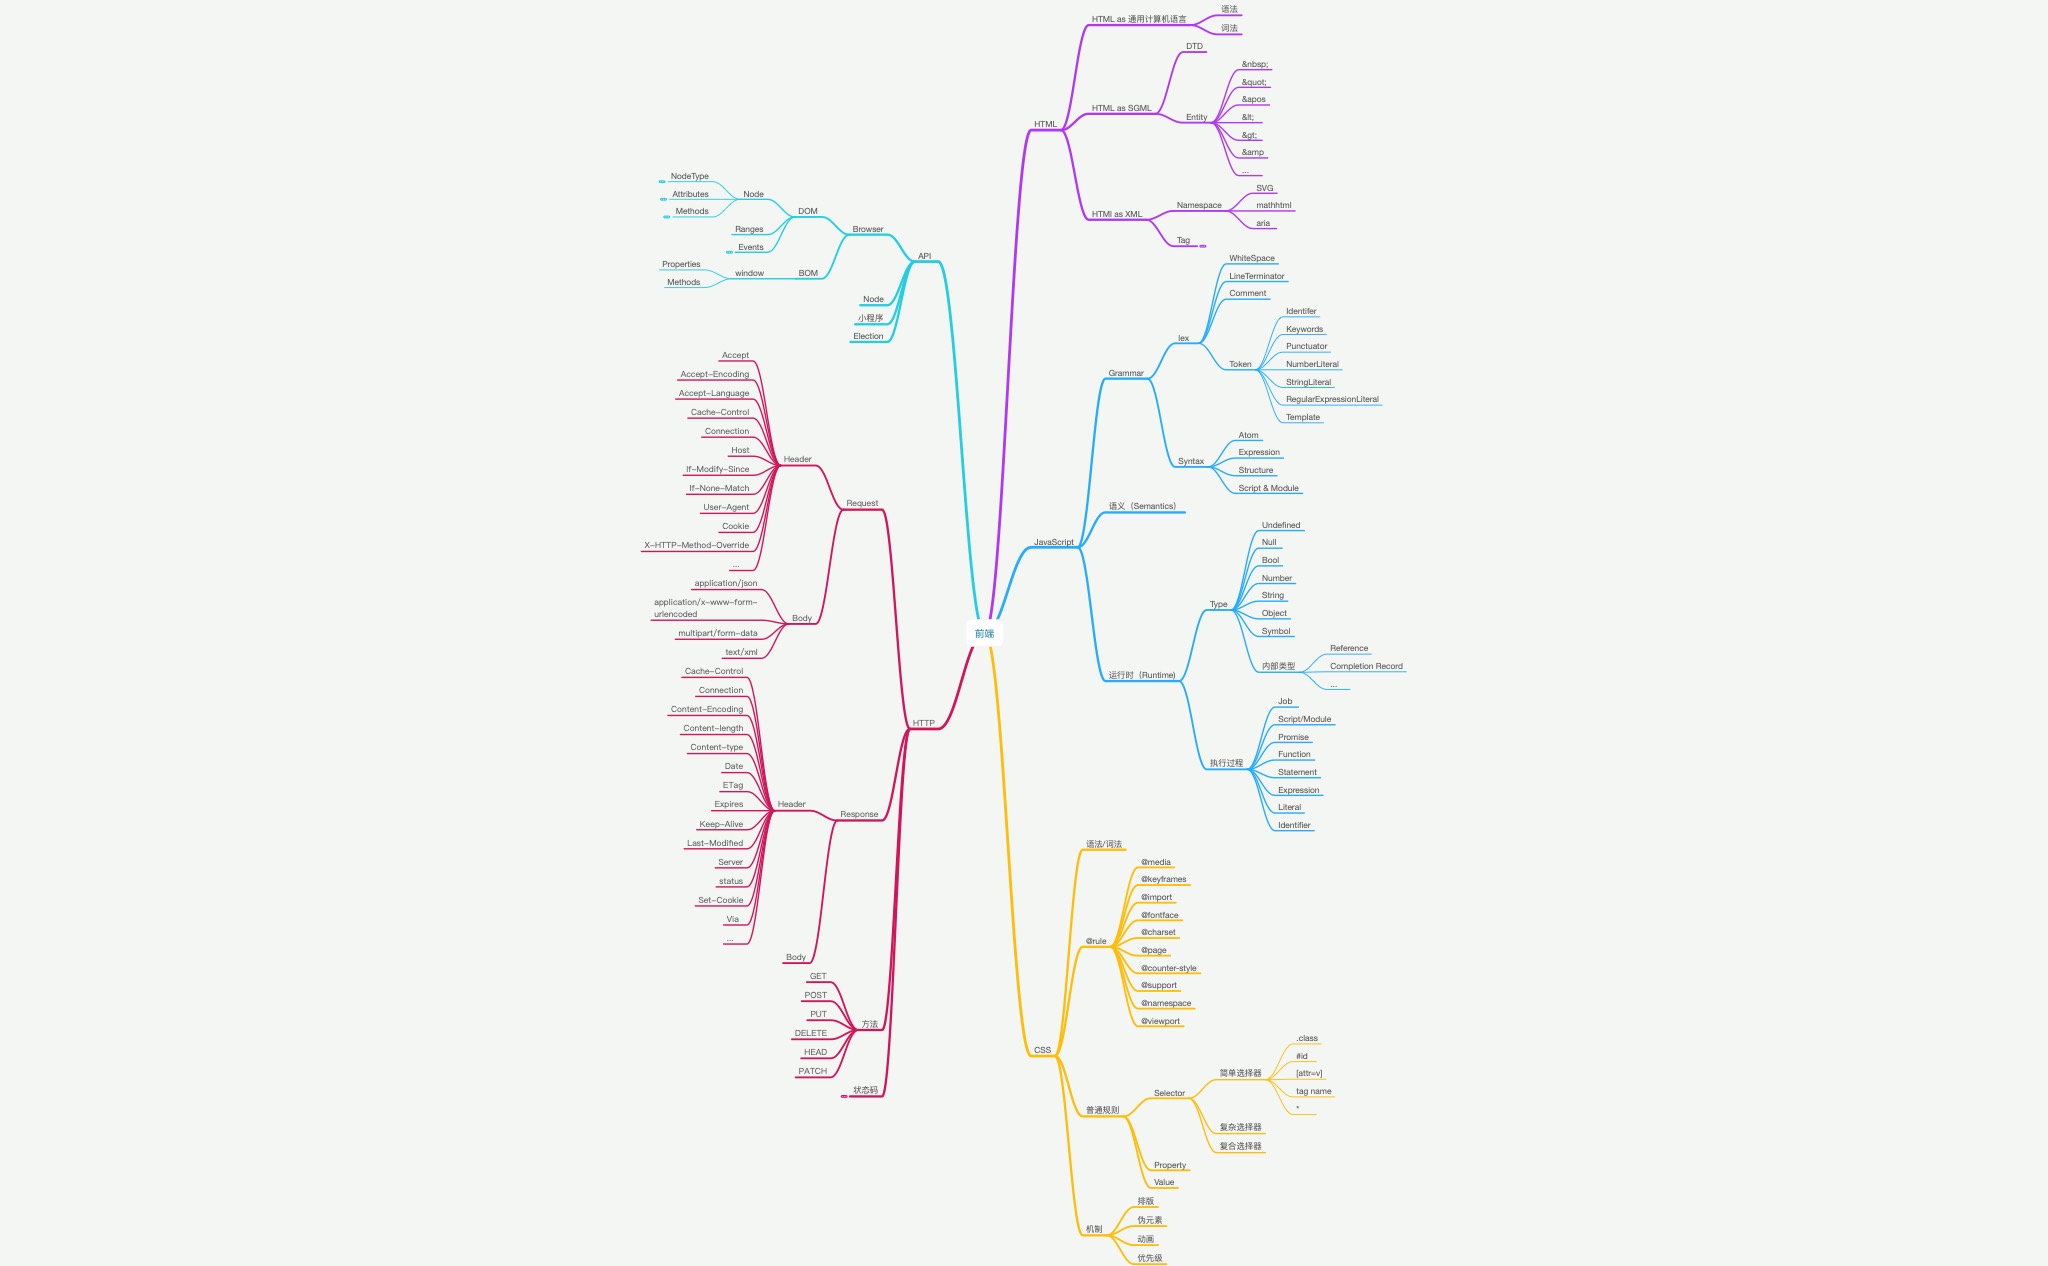 前端
HTML
HTML as 通用计算机语言
语法
词法
HTML as SGML
DTD
Entity
&nbsp;
&quot;
&apos
&lt;
&gt;
&amp
...
HTMl as XML
Namespace
SVG
mathhtml
aria
Tag
JavaScript
Grammar
lex
WhiteSpace
LineTerminator
Comment
Token
Identifer
Keywords
Punctuator
NumberLiteral
StringLiteral
RegularExpressionLiteral
Template
Syntax
Atom
Expression
Structure
Script & Module
语义（Semantics）
运行时（Runtime)
Type
Undefined
Null
Bool
Number
String
Object
Symbol
内部类型
Reference
Completion Record
...
执行过程
Job
Script/Module
Promise
Function
Statement
Expression
Literal
Identifier
CSS
语法/词法
@rule
@media
@keyframes
@import
@fontface
@charset
@page
@counter-style
@support
@namespace
@viewport
普通规则
Selector
简单选择器
.class
#id
[attr=v]
tag name
*
复杂选择器
复合选择器
Property
Value
机制
排版
伪元素
动画
优先级
API
Browser
DOM
Node
NodeType
Attributes
Methods
Ranges
Events
BOM
window
Properties
Methods
Node
小程序
Election
HTTP
Request
Header
Accept
Accept-Encoding
Accept-Language
Cache-Control
Connection
Host
If-Modify-Since
If-None-Match
User-Agent
Cookie
X-HTTP-Method-Override
...
Body
application/json
application/x-www-form-
urlencoded
multipart/form-data
text/xml
Response
Header
Cache-Control
Connection
Content-Encoding
Content-length
Content-type
Date
ETag
Expires
Keep-Alive
Last-Modified
Server
status
Set-Cookie
Via
...
Body
方法
GET
POST
PUT
DELETE
HEAD
PATCH
状态码